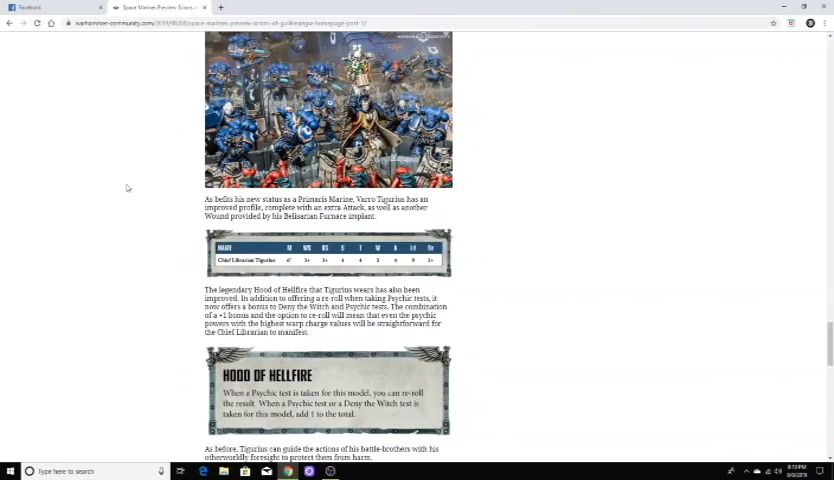 Facebook
Space Marines Preview: Scions o
warhammer-community.com/2019/08/08/space-marines-preview-scions-of-guillimangw-homepage-post-1/
As befits his new status as a Primaris Marine, Varro Tigurius has an
improved profile, complete with an extra Attack, as well as another
Wound provided by his Belisarian Furnace implant.
NAME M WS BS S T W A Ld Sv
Chief Librarian Tigurius 6" 3+ 3+ 4 4 5 4 9 3+
The legendary Hood of Hellfire that Tigurius wears has also been
improved. In addition to offering a re-roll when taking Psychic tests, it
now offers a bonus to Deny the Witch and Psychic tests. The combination
of a +1 bonus and the option to re-roll will mean that even the psychic
powers with the highest warp charge values will be straightforward for
the Chief Librarian to manifest.
HOOD OF HELLFIRE
When a Psychic test is taken for this model, you can re-roll
the result. When a Psychic test or a Deny the Witch test is
taken for this model, add 1 to the total.
As before, Tigurius can guide the actions of his battle-brothers with his
otherworldly foresight to protect them from harm.
Type here to search
8:10 PM
8/8/2019